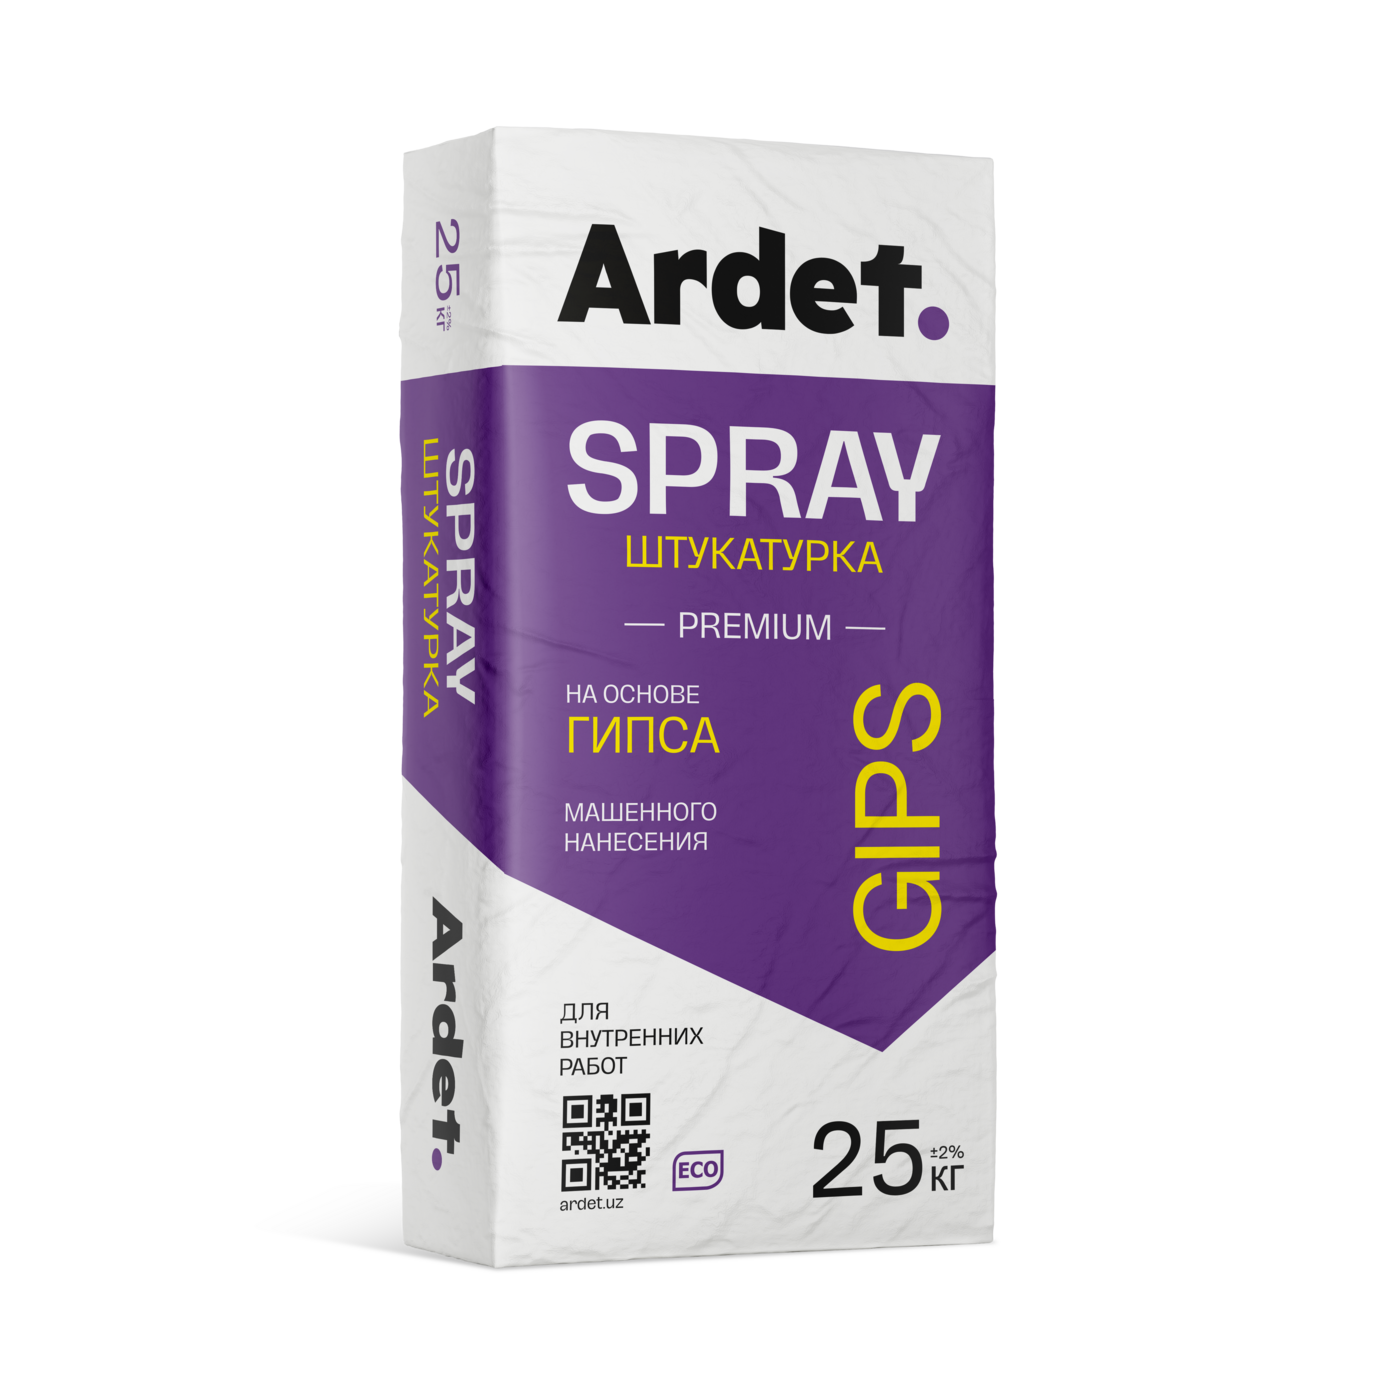 Ardet.
SPRAY
ШТУКАТУРКА
PREMIUM
НА ОСНОВЕ
ГИПСА
МАШЕННОГО
НАНЕСЕНИЯ
GIPS
ДЛЯ
ВНУТРЕННИХ
РАБОТ
ardet.uz
ECO
25 ±2% КГ
25 ±2% КГ
SPRAY
ШТУКАТУРКА
Ardet.